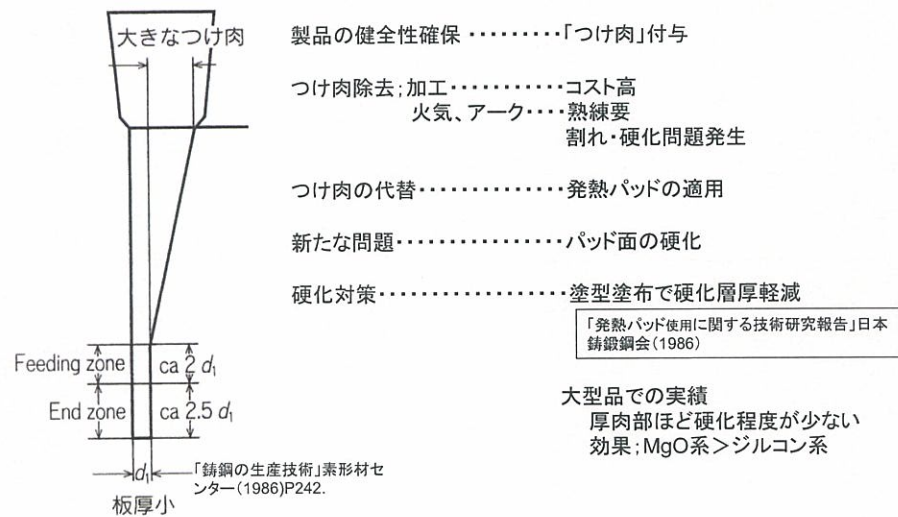 大きなつけ肉
製品の健全性確保 ・・・・・・・・・「つけ肉」付与
つけ肉除去;加工・・・・・・・・・・・コスト高
火気、アーク・・・・熟練要
割れ・硬化問題発生
つけ肉の代替・・・・・・・・・・・・・発熱パッドの適用
新たな問題・・・・・・・・・・・・・・・パッド面の硬化
硬化対策・・・・・・・・・・・・・・・・・塗型塗布で硬化層厚軽減
「発熱パッド使用に関する技術研究報告」日本
鋳鍛鋼会(1986)
Feeding zone ca 2 d₁
End zone ca 2.5 d₁
大型品での実績
厚肉部ほど硬化程度が少ない
効果;MgO系>ジルコン系
d₁
「鋳鋼の生産技術」素形材セ
ンター(1986)P242.
板厚小